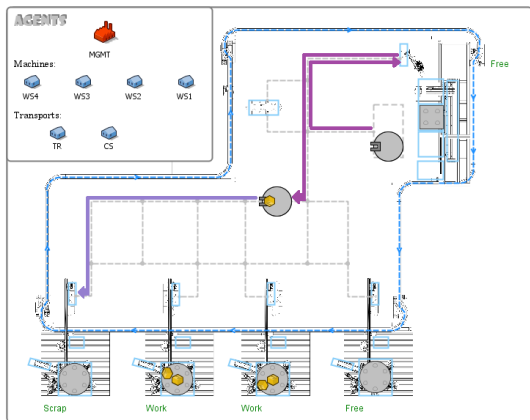 AGENTS
MGMT
Machines:
WS4 WS3 WS2 WS1
Transports:
TR CS
Free
Scrap Work Work Free